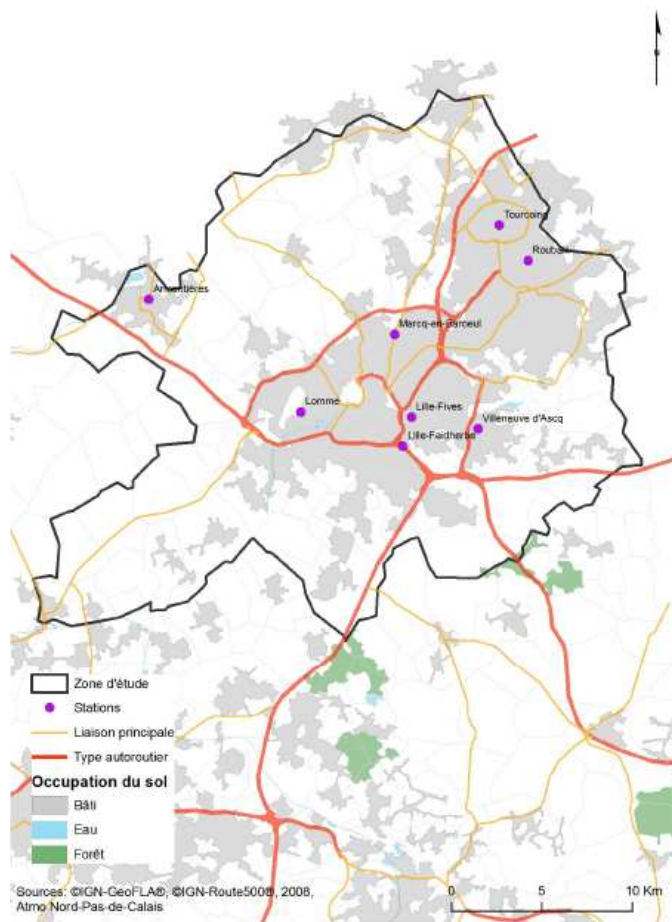 N
Tourcoing
Roubaix
Armentières
Marcq-en-Baroeul
Lomme
Lille-Fives
Villeneuve d'Ascq
Lille-Faidherbe
Zone d'étude
Stations
Liaison principale
Type autoroutier
Occupation du sol
Bâti
Eau
Forêt
Sources: ©IGN-GeoFLA®, ©IGN-Route500®, 2008,
Atmo Nord-Pas-de-Calais
0 5 10 Km